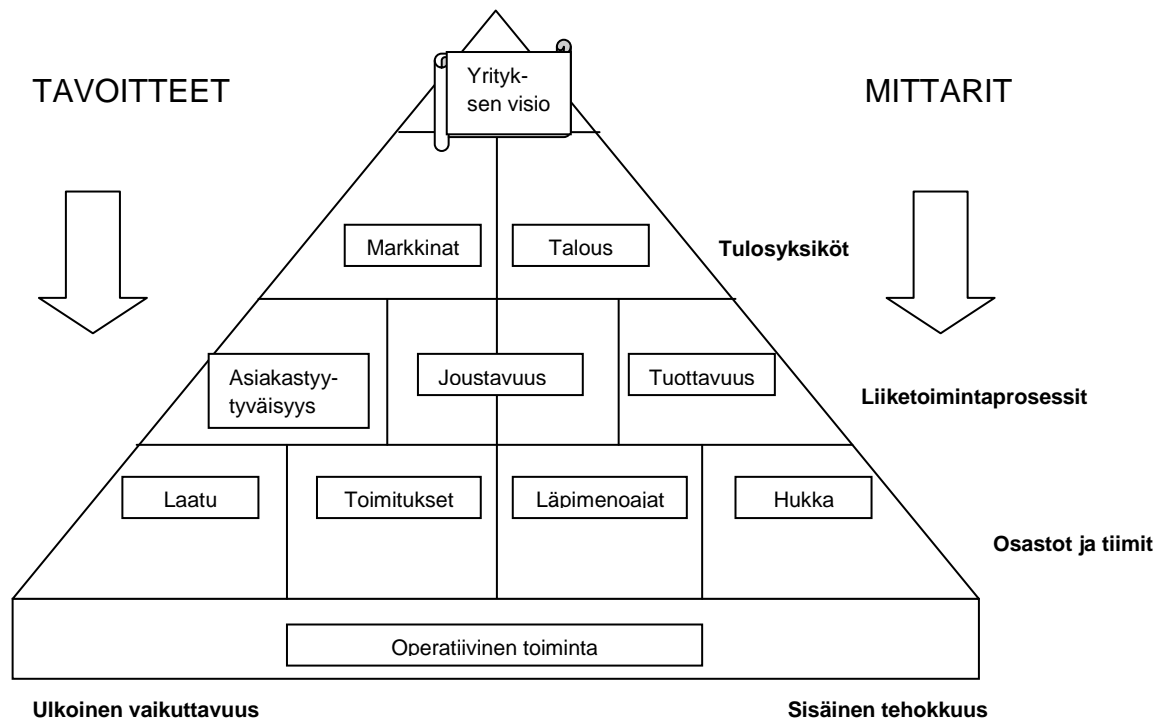 Yrityk-
sen visio
TAVOITTEET
MITTARIT
Markkinat
Talous
Tulosyksiköt
Asiakastyy-
tyväisyys
Joustavuus
Tuottavuus
Liiketoimintaprosessit
Laatu
Toimitukset
Läpimenoajat
Hukka
Osastot ja tiimit
Operatiivinen toiminta
Ulkoinen vaikuttavuus
Sisäinen tehokkuus